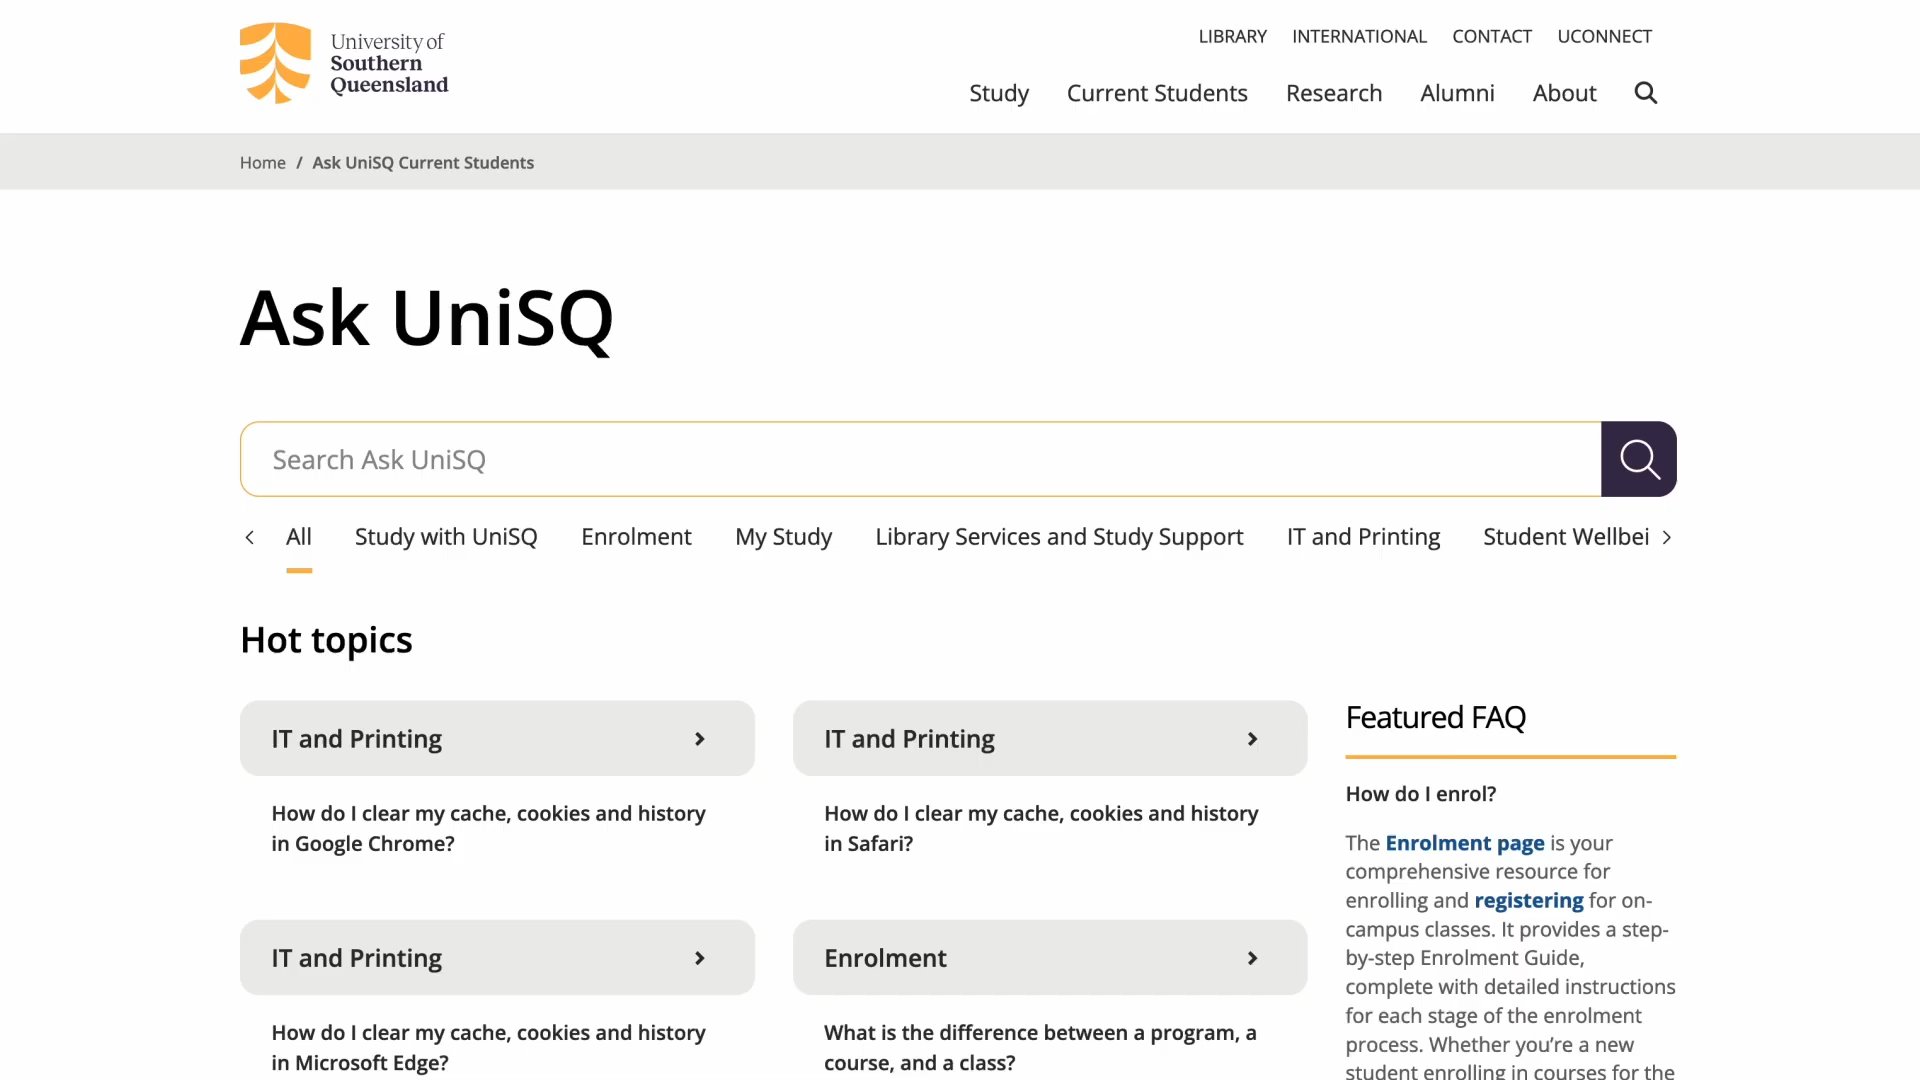 University of
Southern
Queensland
LIBRARY INTERNATIONAL CONTACT UCONNECT
Study Current Students Research Alumni About
Home / Ask UniSQ Current Students
Ask UniSQ
Search Ask UniSQ
All Study with UniSQ Enrolment My Study Library Services and Study Support IT and Printing Student Wellbei
Hot topics
IT and Printing
How do I clear my cache, cookies and history
in Google Chrome?
IT and Printing
How do I clear my cache, cookies and history
in Safari?
IT and Printing
How do I clear my cache, cookies and history
in Microsoft Edge?
Enrolment
What is the difference between a program, a
course, and a class?
Featured FAQ
How do I enrol?
The Enrolment page is your
comprehensive resource for
enrolling and registering for on-
campus classes. It provides a step-
by-step Enrolment Guide,
complete with detailed instructions
for each stage of the enrolment
process. Whether you’re a new
student enrolling in courses for the